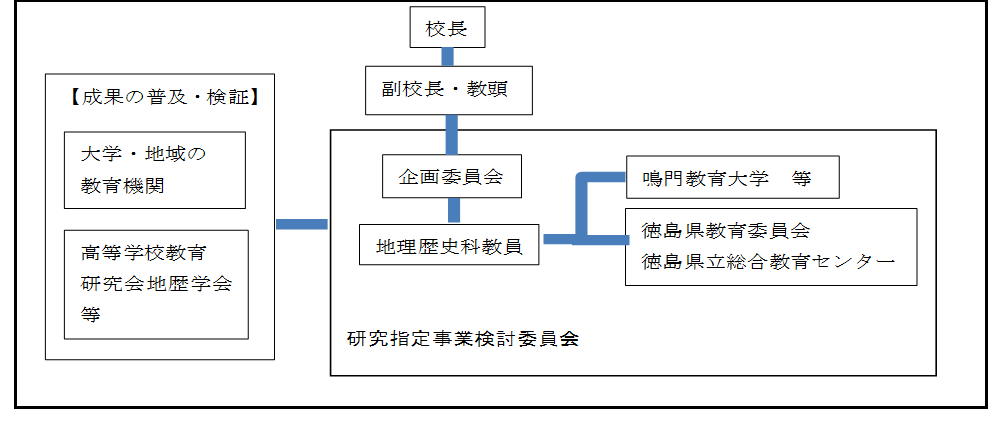 校長
副校長・教頭
【成果の普及・検証】
大学・地域の
教育機関
高等学校教育
研究会地歴学会
等
企画委員会
地理歴史科教員
鳴門教育大学　等
徳島県教育委員会
徳島県立総合教育センター
研究指定事業検討委員会